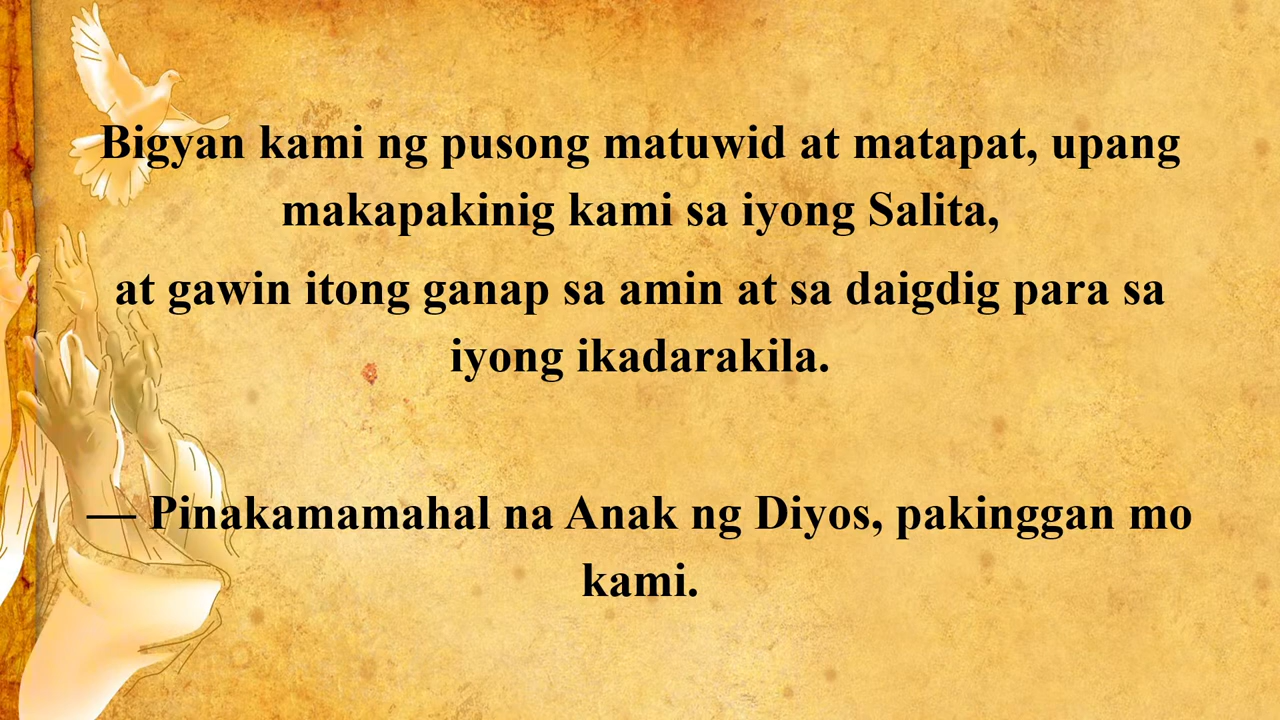 Bigyan kami ng pusong matuwid at matapat, upang
makapakinig kami sa iyong Salita,
at gawin itong ganap sa amin at sa daigdig para sa
iyong ikadarakila.
— Pinakamamahal na Anak ng Diyos, pakinggan mo
kami.